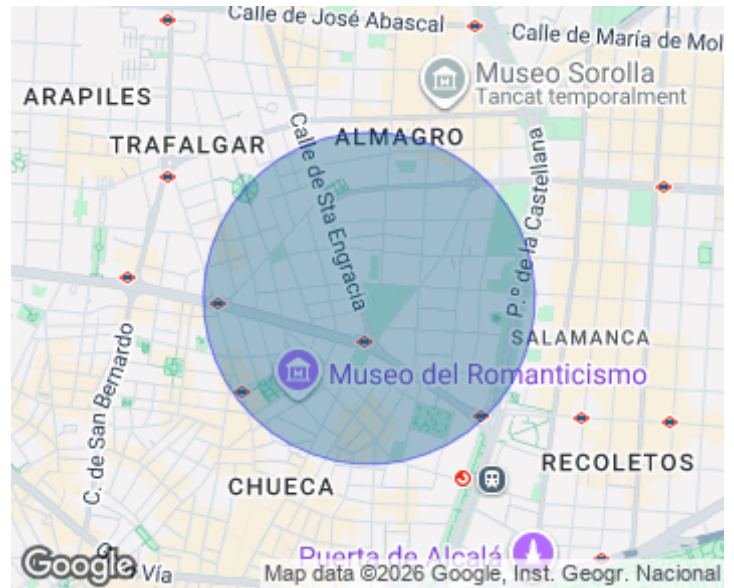 Calle de José Abascal
Calle de María de Mol
Museo Sorolla
Tancat temporalment
ARAPILES
TRAFALGAR
ALMAGRO
Calle de Sta Engracia
P.º de la Castellana
SALAMANCA
Museo del Romanticismo
C. de San Bernardo
RECOLETOS
CHUECA
Puerta de Alcalá
Google
Vía
Map data ©2026 Google, Inst. Geogr. Nacional